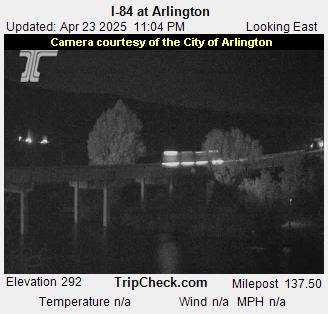 I-84 at Arlington
Updated: Apr 23 2025 11:04 PM Looking East
Camera courtesy of the City of Arlington
Elevation 292 TripCheck.com Milepost 137.50
Temperature n/a Wind n/a MPH n/a